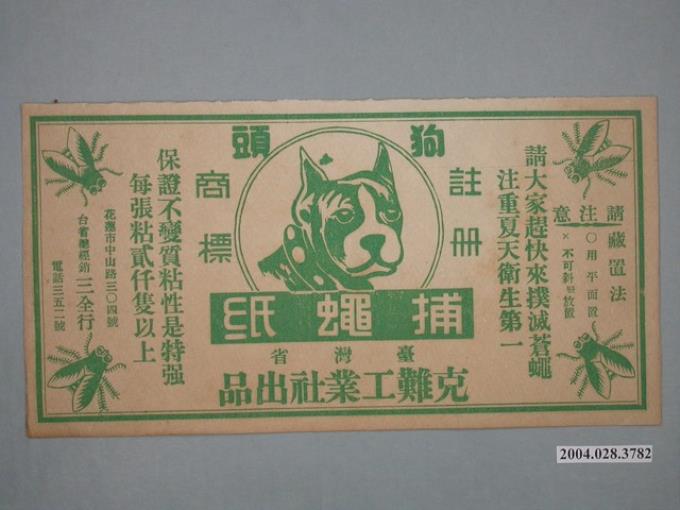 狗頭
註冊
商標
捕蠅紙
臺灣省
克難工業社出品
請大家趕快來撲滅蒼蠅
注重夏天衛生第一
請注意
藏置法
○用平面置
×不可斜豎放置
保證不變質粘性是特强
每張粘貳仟隻以上
花蓮市中山路三〇四號
台省總經銷 三全行
電話三五二號
2004.028.3782